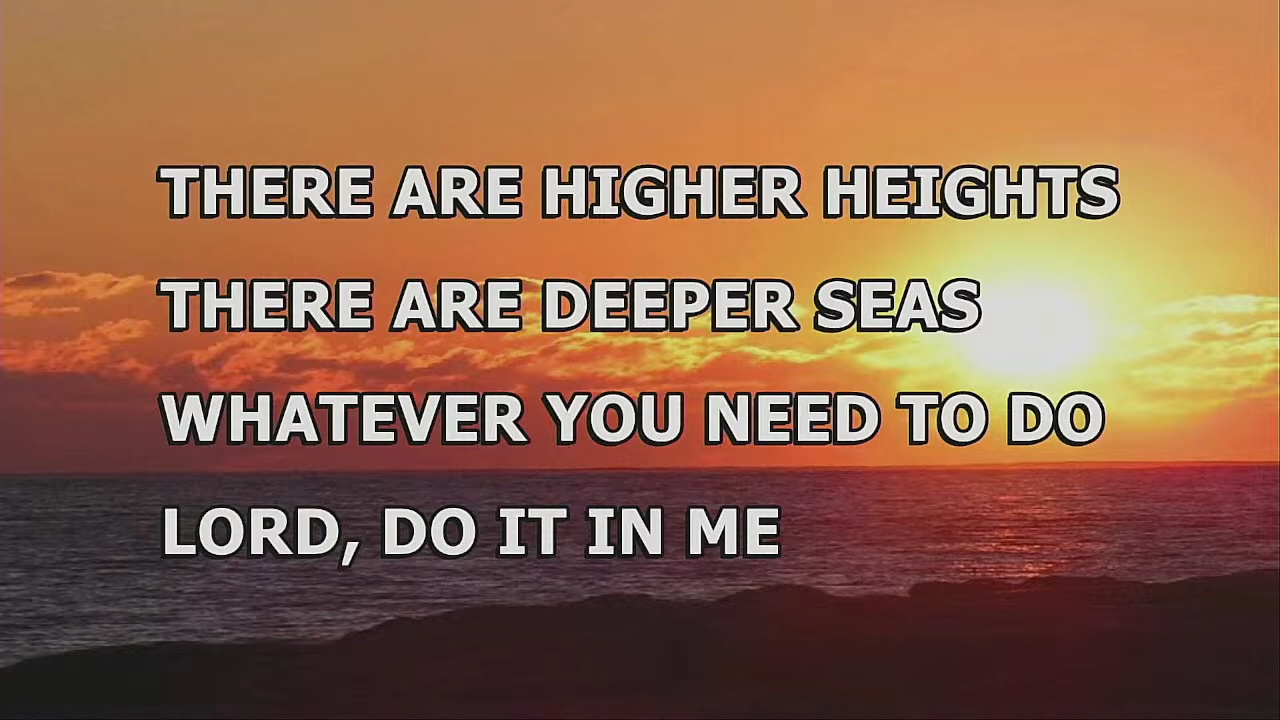 THERE ARE HIGHER HEIGHTS
THERE ARE DEEPER SEAS
WHATEVER YOU NEED TO DO
LORD, DO IT IN ME